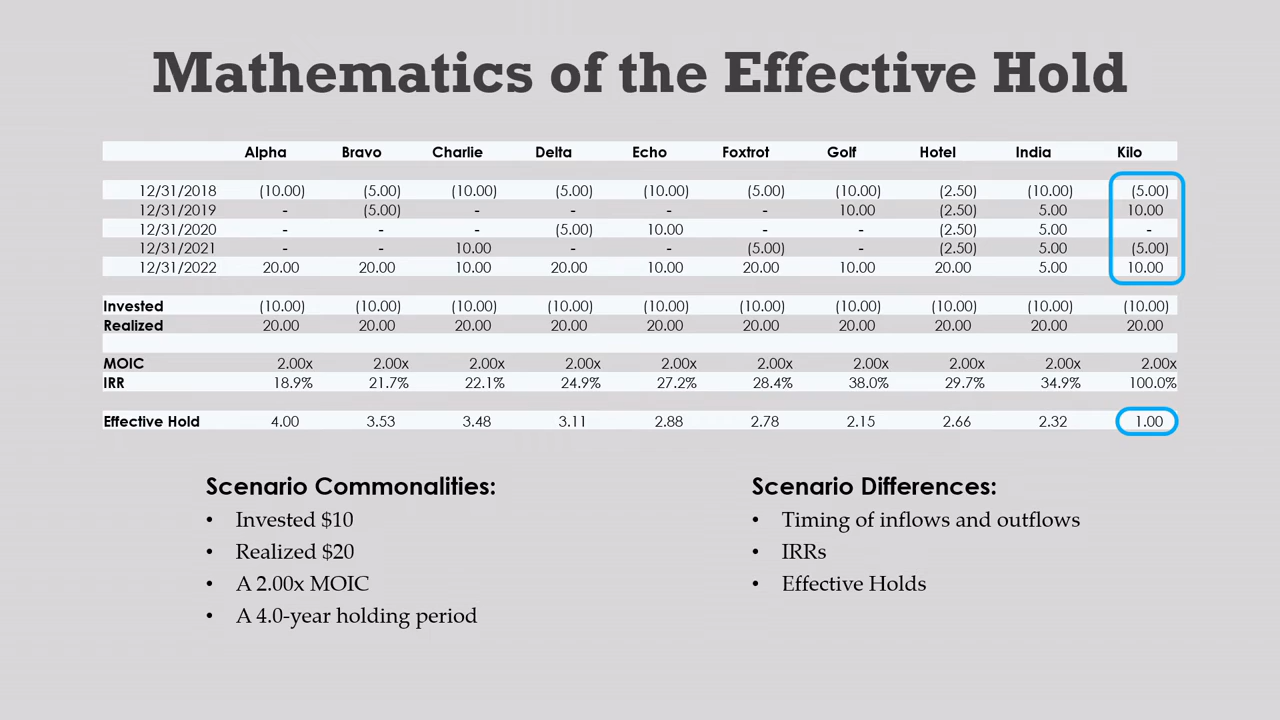 Mathematics of the Effective Hold
Alpha Bravo Charlie Delta Echo Foxtrot Golf Hotel India Kilo
12/31/2018 (10.00) (5.00) (10.00) (5.00) (10.00) (5.00) (10.00) (2.50) (10.00) (5.00)
12/31/2019 - (5.00) - - - - 10.00 (2.50) 5.00 10.00
12/31/2020 - - - (5.00) 10.00 - - (2.50) 5.00 -
12/31/2021 - - 10.00 - - (5.00) - (2.50) 5.00 (5.00)
12/31/2022 20.00 20.00 10.00 20.00 10.00 20.00 10.00 20.00 5.00 10.00
Invested (10.00) (10.00) (10.00) (10.00) (10.00) (10.00) (10.00) (10.00) (10.00) (10.00)
Realized 20.00 20.00 20.00 20.00 20.00 20.00 20.00 20.00 20.00 20.00
MOIC 2.00x 2.00x 2.00x 2.00x 2.00x 2.00x 2.00x 2.00x 2.00x 2.00x
IRR 18.9% 21.7% 22.1% 24.9% 27.2% 28.4% 38.0% 29.7% 34.9% 100.0%
Effective Hold 4.00 3.53 3.48 3.11 2.88 2.78 2.15 2.66 2.32 1.00
Scenario Commonalities:
• Invested $10
• Realized $20
• A 2.00x MOIC
• A 4.0-year holding period
Scenario Differences:
• Timing of inflows and outflows
• IRRs
• Effective Holds